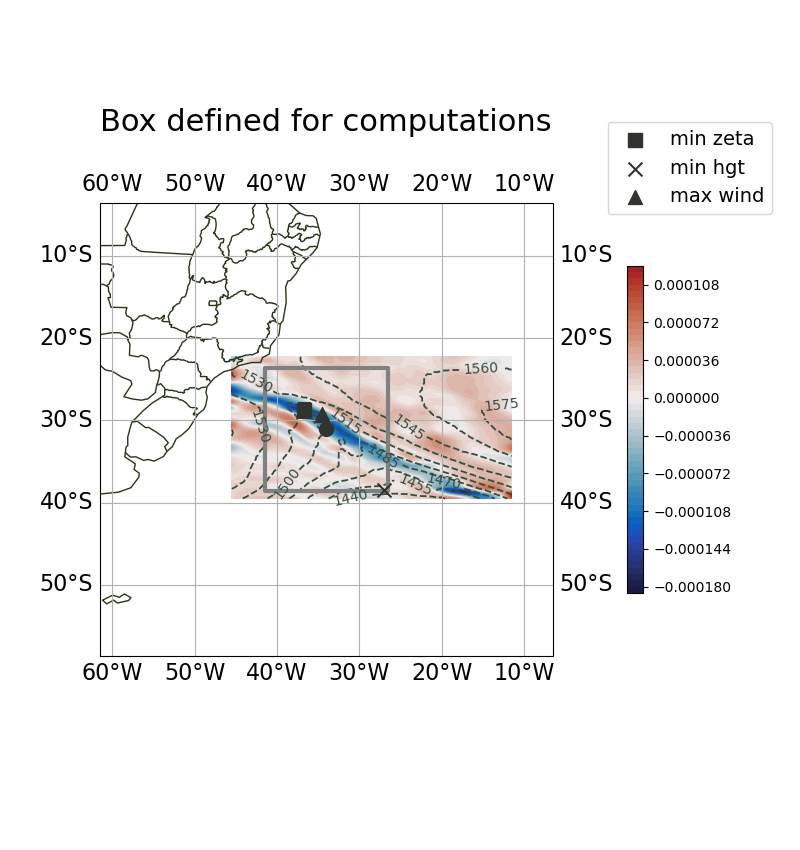 Box defined for computations
min zeta
min hgt
max wind
60°W 50°W 40°W 30°W 20°W 10°W
10°S 10°S
20°S 20°S
30°S 30°S
40°S 40°S
50°S 50°S
60°W 50°W 40°W 30°W 20°W 10°W
0.000108
0.000072
0.000036
0.000000
−0.000036
−0.000072
−0.000108
−0.000144
−0.000180
1530
1560
1575
1530
1515
1545
1485
1500
1470
1455
1440